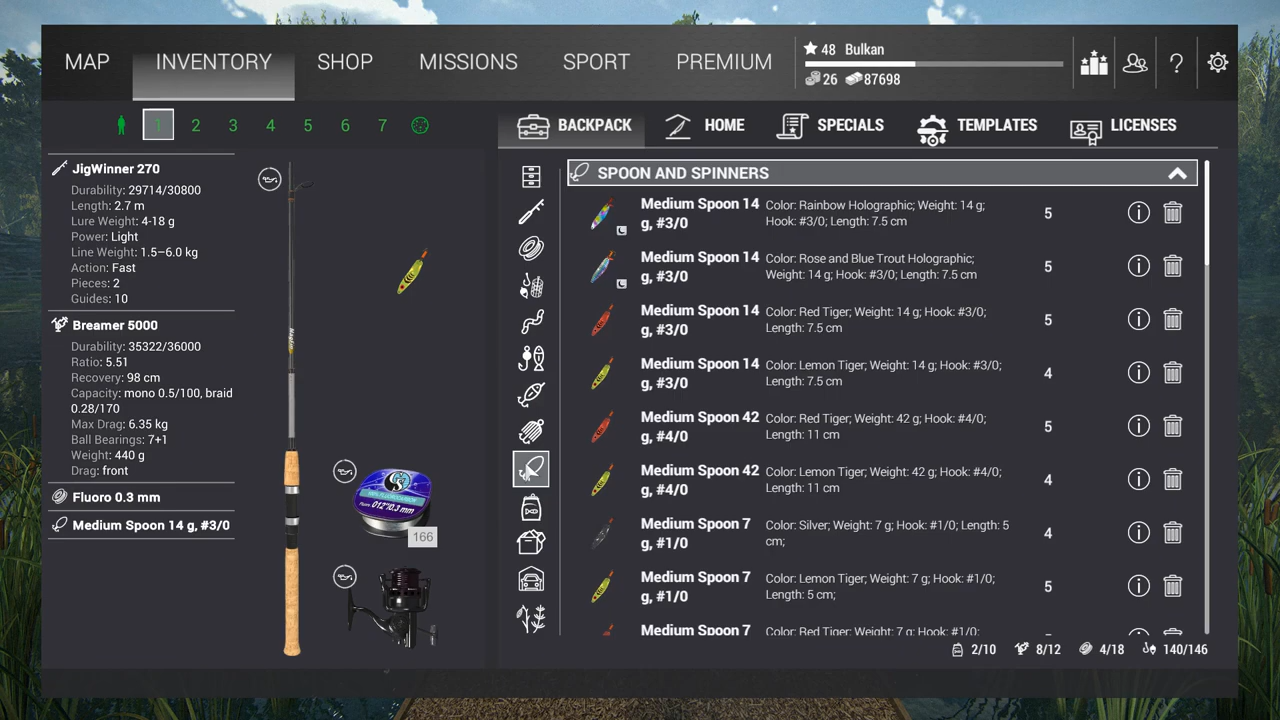 MAP
INVENTORY
SHOP
MISSIONS
SPORT
PREMIUM
48 Bulkan
26 87698
?
1 2 3 4 5 6 7
BACKPACK
HOME
SPECIALS
TEMPLATES
LICENSES
JigWinner 270
Durability: 29714/30800
Length: 2.7 m
Lure Weight: 4-18 g
Power: Light
Line Weight: 1.5–6.0 kg
Action: Fast
Pieces: 2
Guides: 10
Breamer 5000
Durability: 35322/36000
Ratio: 5.51
Recovery: 98 cm
Capacity: mono 0.5/100, braid
0.28/170
Max Drag: 6.35 kg
Ball Bearings: 7+1
Weight: 440 g
Drag: front
Fluoro 0.3 mm
Medium Spoon 14 g, #3/0
012"/0.3 mm
166
SPOON AND SPINNERS
Medium Spoon 14
g, #3/0
Color: Rainbow Holographic; Weight: 14 g;
Hook: #3/0; Length: 7.5 cm
5
Medium Spoon 14
g, #3/0
Color: Rose and Blue Trout Holographic;
Weight: 14 g; Hook: #3/0; Length: 7.5 cm
5
Medium Spoon 14
g, #3/0
Color: Red Tiger; Weight: 14 g; Hook: #3/0;
Length: 7.5 cm
5
Medium Spoon 14
g, #3/0
Color: Lemon Tiger; Weight: 14 g; Hook: #3/0;
Length: 7.5 cm
4
Medium Spoon 42
g, #4/0
Color: Red Tiger; Weight: 42 g; Hook: #4/0;
Length: 11 cm
5
Medium Spoon 42
g, #4/0
Color: Lemon Tiger; Weight: 42 g; Hook: #4/0;
Length: 11 cm
4
Medium Spoon 7
g, #1/0
Color: Silver; Weight: 7 g; Hook: #1/0; Length: 5
cm;
4
Medium Spoon 7
g, #1/0
Color: Lemon Tiger; Weight: 7 g; Hook: #1/0;
Length: 5 cm;
5
Medium Spoon 7
Color: Red Tiger; Weight: 7 g; Hook: #1/0;
2/10
8/12
4/18
140/146